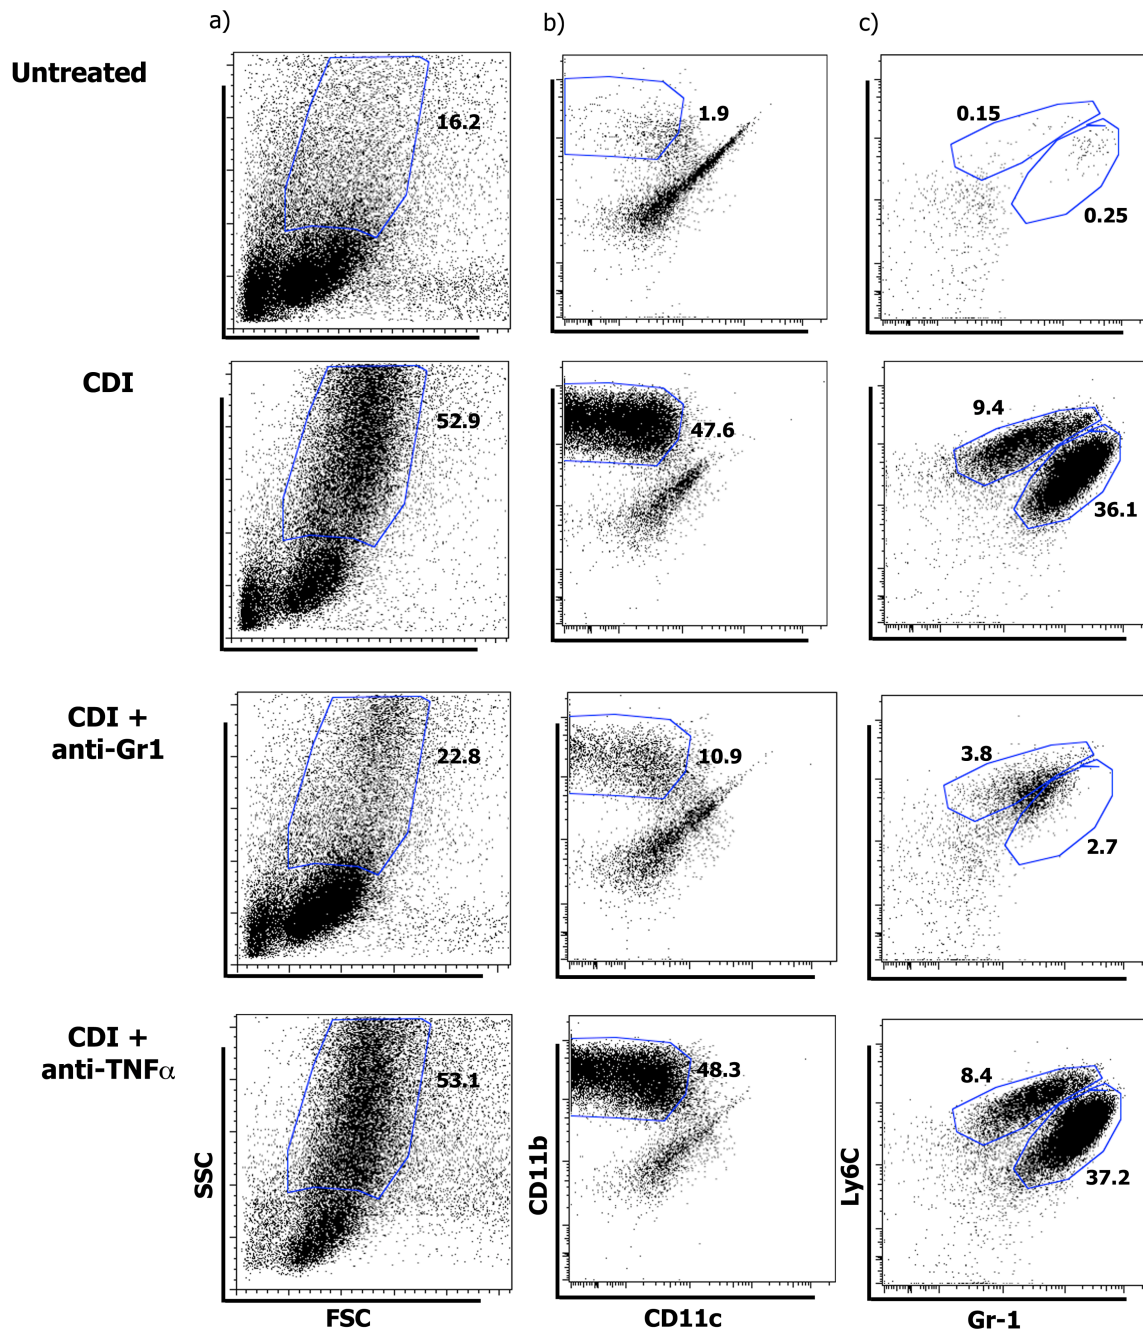 a)
b)
c)
Untreated
16.2
1.9
0.15
0.25
CDI
52.9
47.6
9.4
36.1
CDI +
anti-Gr1
22.8
10.9
3.8
2.7
CDI +
anti-TNFα
53.1
48.3
8.4
37.2
SSC
CD11b
Ly6C
FSC
CD11c
Gr-1